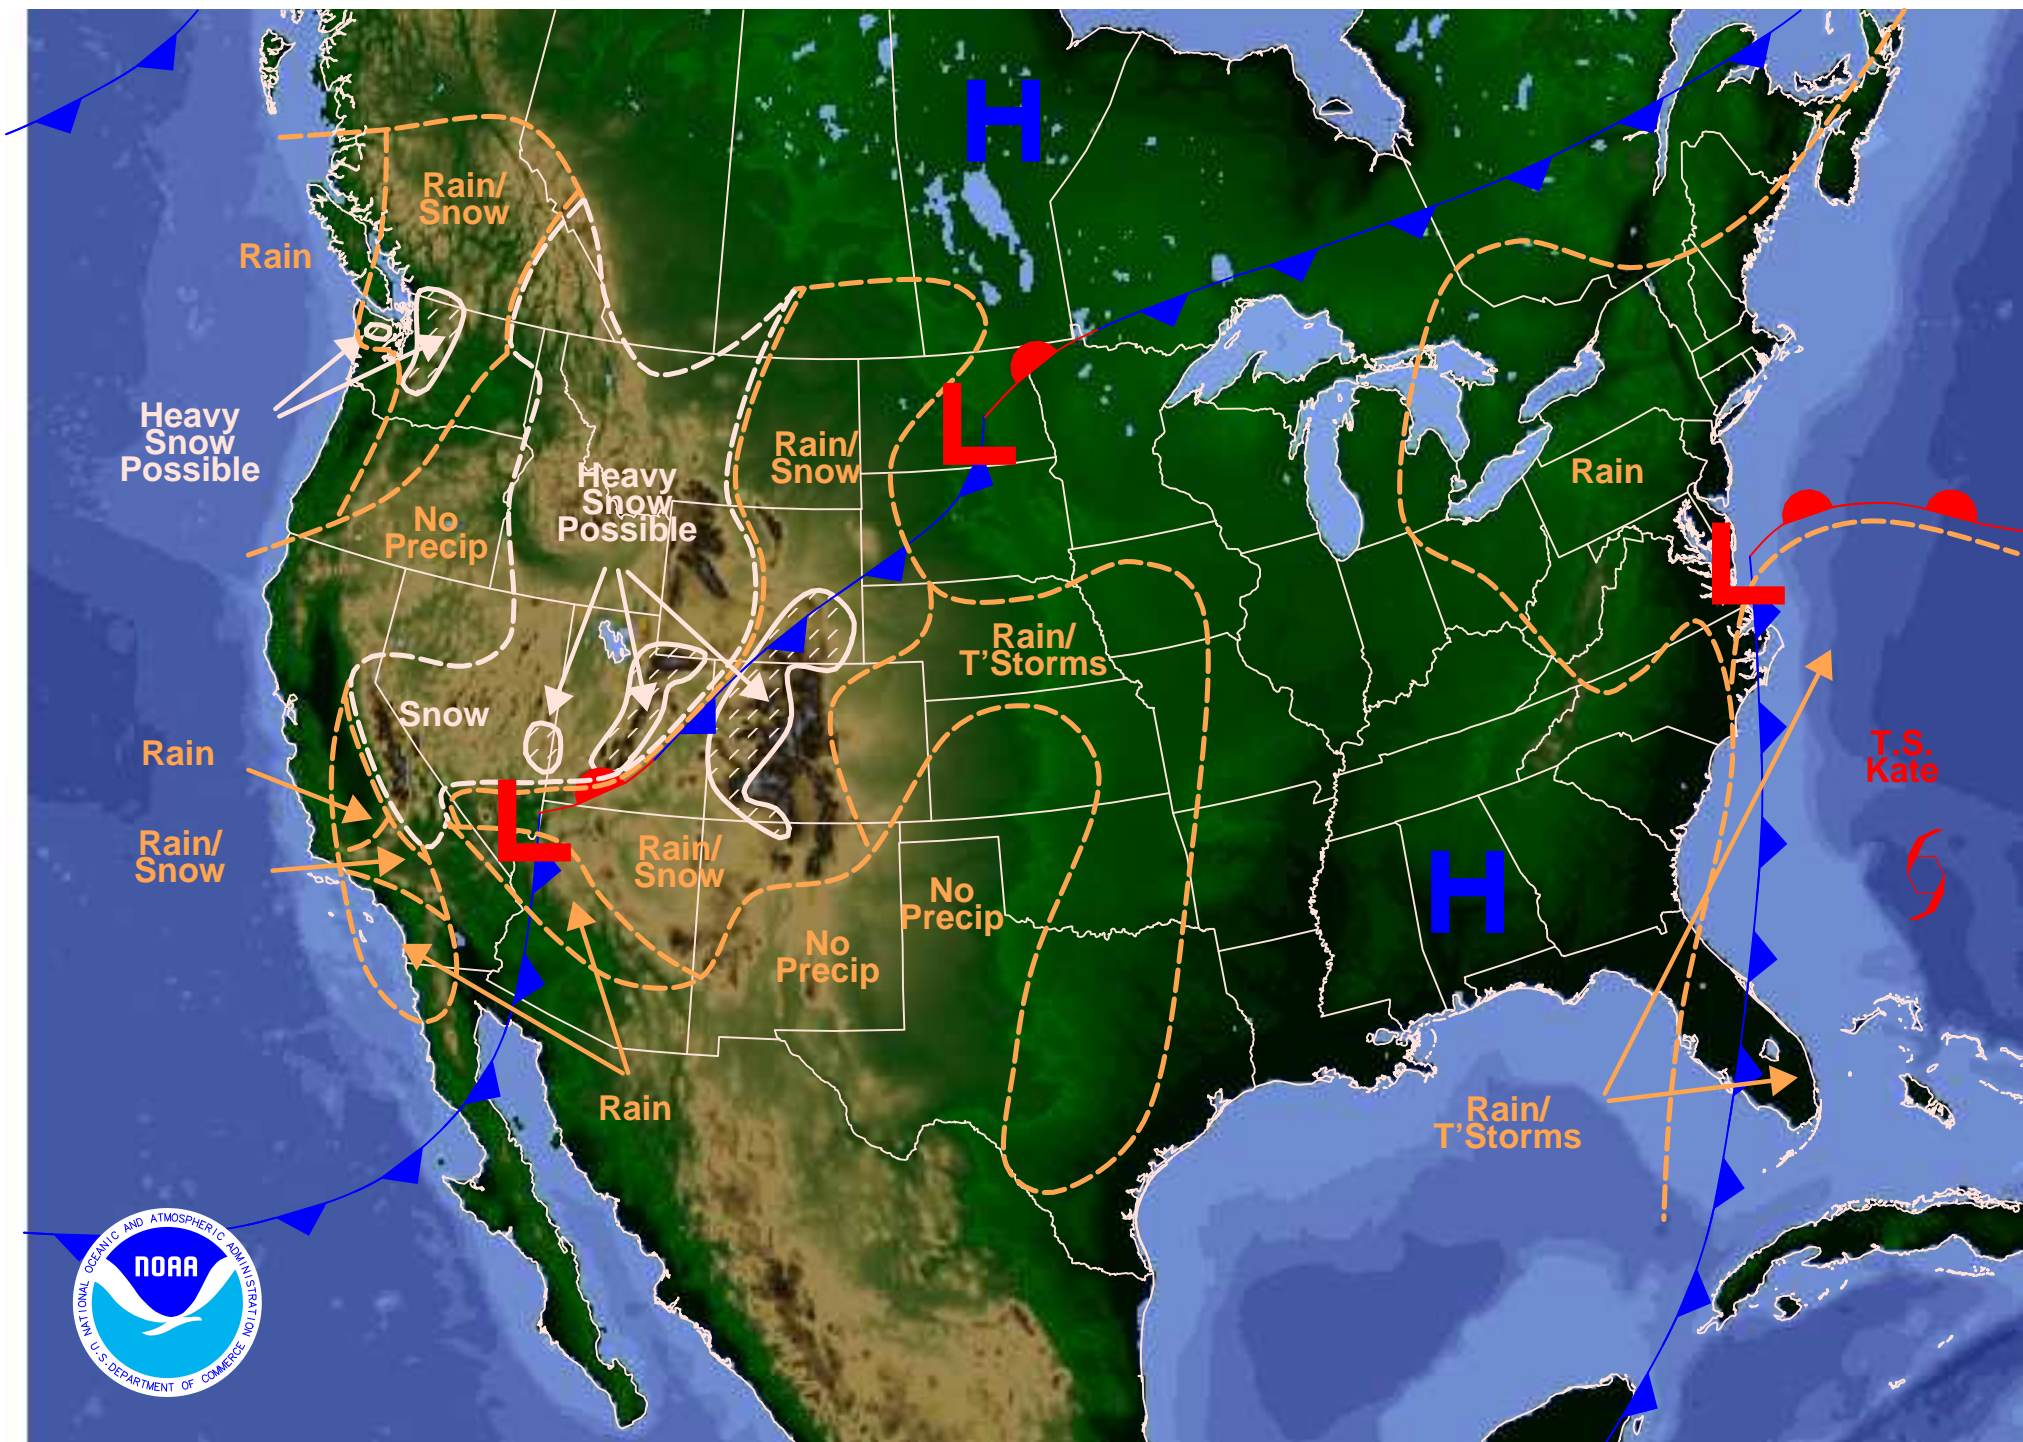 H
Rain/
Snow
Rain
Heavy
Snow
Possible
L
Rain/
Snow
Heavy
Snow
Possible
Rain
No
Precip
L
Rain/
T'Storms
Snow
Rain
T.S.
Kate
L
Rain/
Snow
Rain/
Snow
H
No
Precip
No
Precip
Rain
Rain/
T'Storms
NATIONAL OCEANIC AND ATMOSPHERIC ADMINISTRATION
NOAA
U.S. DEPARTMENT OF COMMERCE